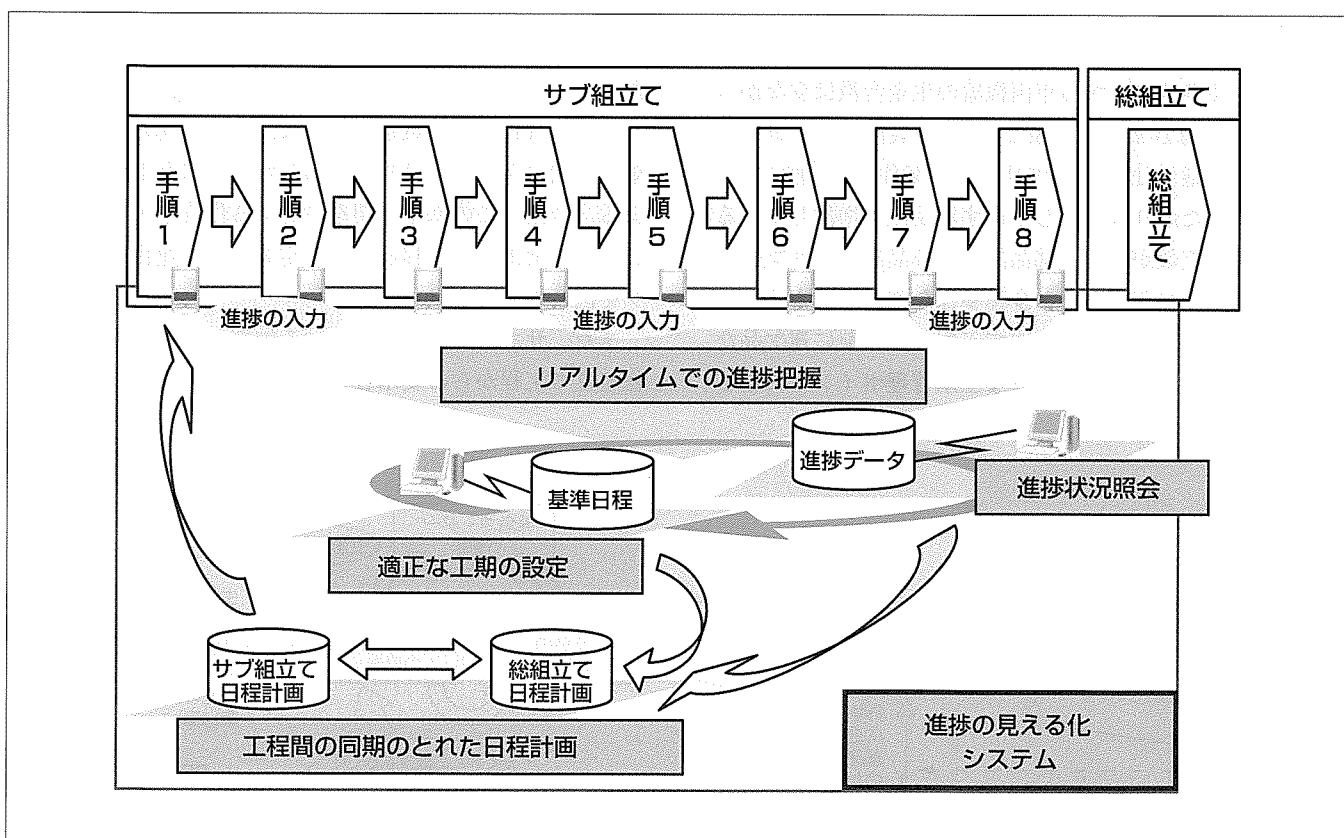 サブ組立て
総組立て
手順1
手順2
手順3
手順4
手順5
手順6
手順7
手順8
総組立て
進捗の入力
進捗の入力
進捗の入力
リアルタイムでの進捗把握
進捗データ
進捗状況照会
基準日程
適正な工期の設定
サブ組立て
日程計画
総組立て
日程計画
工程間の同期のとれた日程計画
進捗の見える化
システム